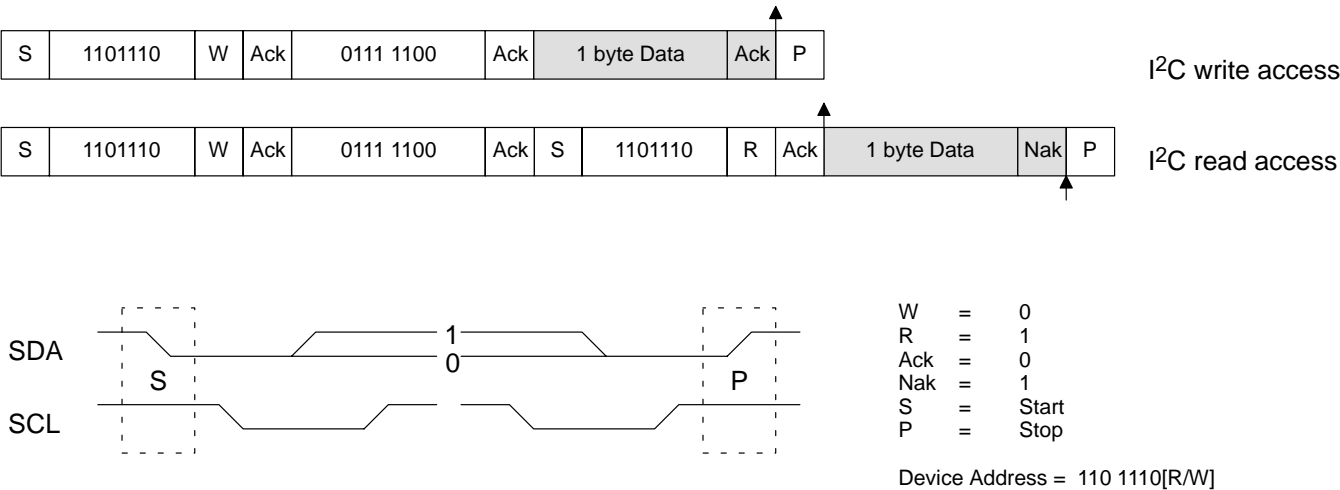 S 1101110 W Ack 0111 1100 Ack 1 byte Data Ack P
I2C write access
S 1101110 W Ack 0111 1100 Ack S 1101110 R Ack 1 byte Data Nak P
I2C read access
SDA
S
1
0
P
SCL
W = 0
R = 1
Ack = 0
Nak = 1
S = Start
P = Stop
Device Address = 110 1110[R/W]